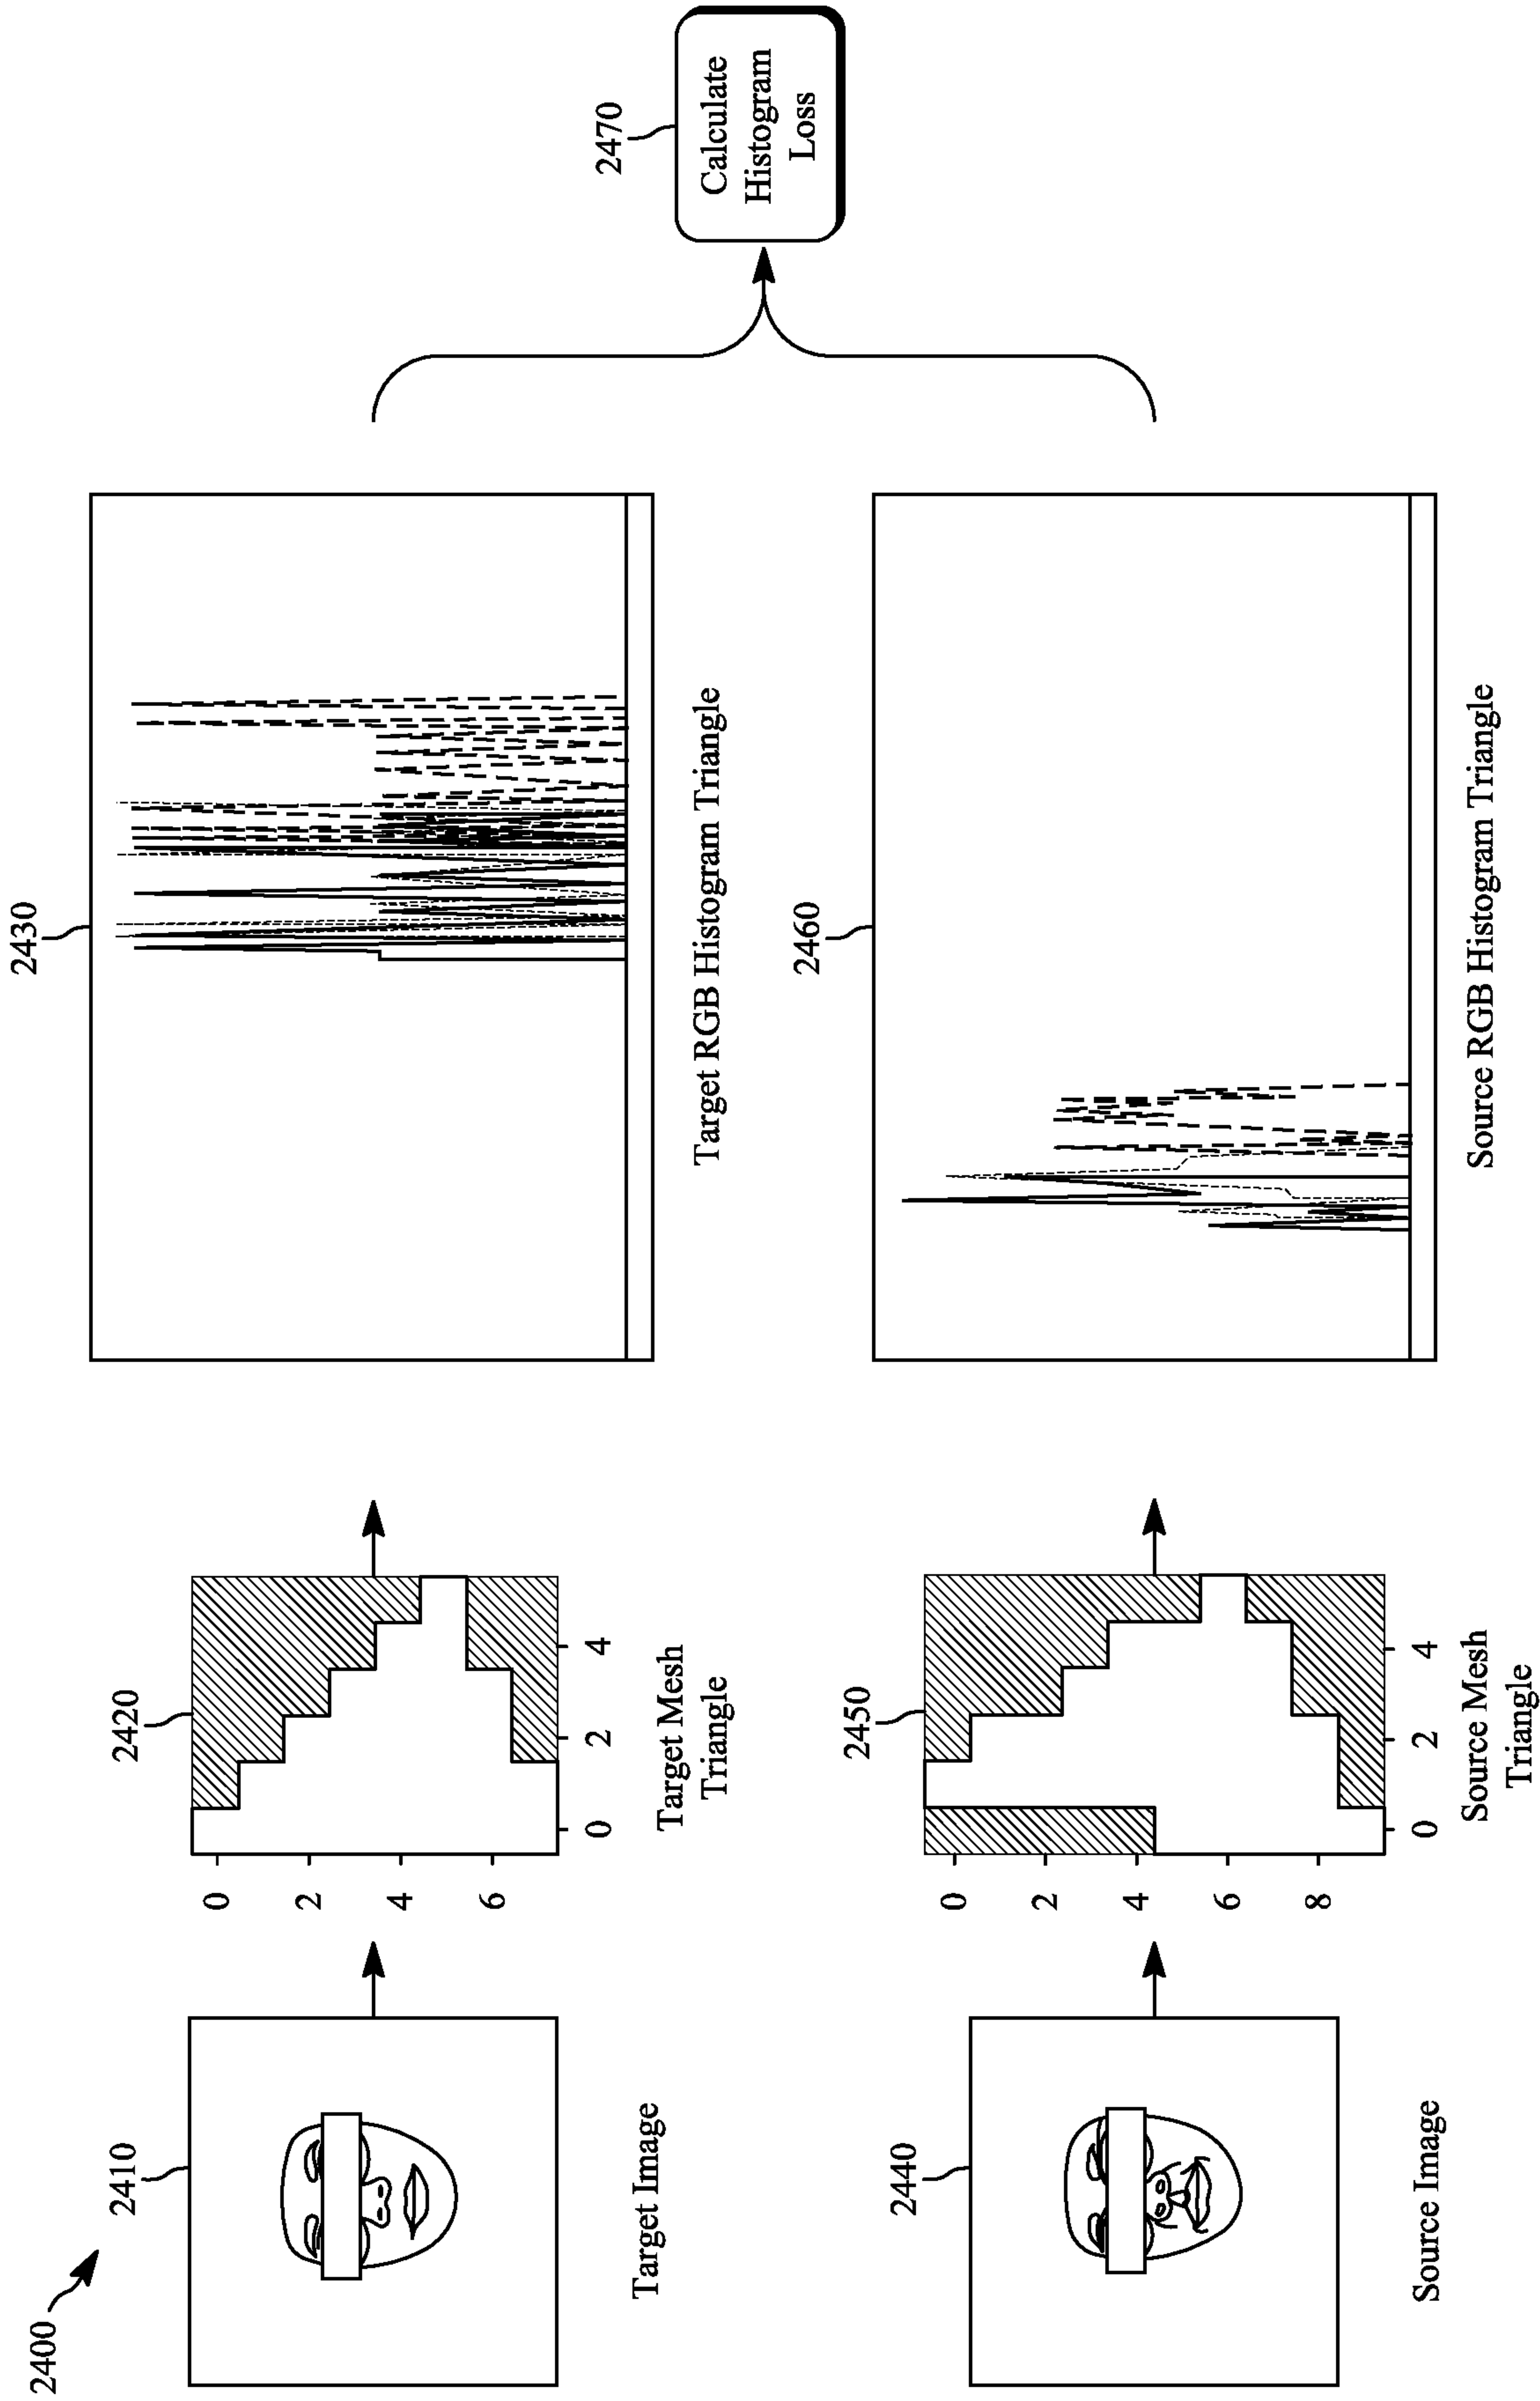 2400
2410
Target Image
2420
0
2
4
6
0
2
4
Target Mesh
Triangle
2430
Target RGB Histogram Triangle
2440
Source Image
2450
0
2
4
6
8
0
2
4
Source Mesh
Triangle
2460
Source RGB Histogram Triangle
2470
Calculate
Histogram
Loss